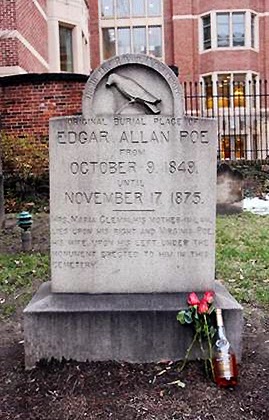 ORIGINAL BURIAL PLACE OF
EDGAR ALLAN POE
FROM
OCTOBER 9, 1849,
UNTIL
NOVEMBER 17, 1875.
MRS. MARIA CLEMM, HIS MOTHER-IN-LAW,
LIES UPON HIS RIGHT AND VIRGINIA POE,
HIS WIFE, UPON HIS LEFT, UNDER THE
MONUMENT ERECTED TO HIM IN THIS
CEMETERY.